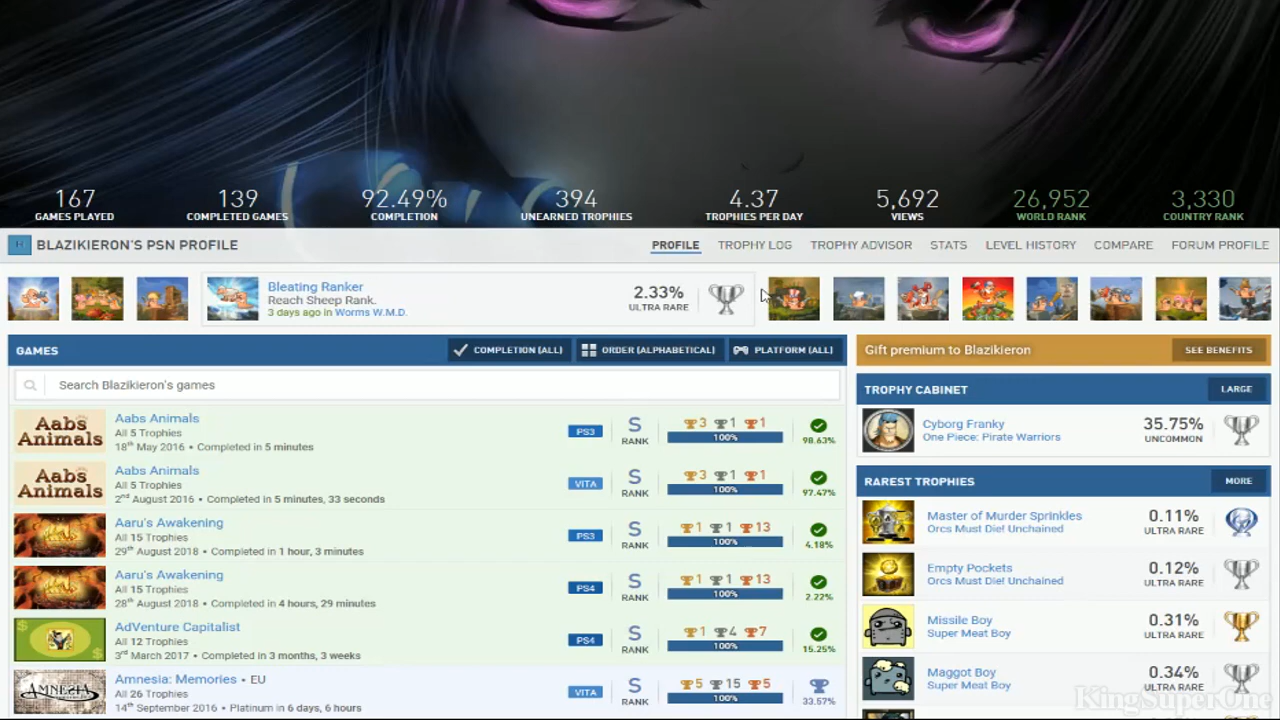 167 139 92.49% 394 4.37 5,692 26,952 3,330
GAMES PLAYED COMPLETED GAMES COMPLETION UNEARNED TROPHIES TROPHIES PER DAY VIEWS WORLD RANK COUNTRY RANK
BLAZIKIERON'S PSN PROFILE PROFILE TROPHY LOG TROPHY ADVISOR STATS LEVEL HISTORY COMPARE FORUM PROFILE
Bleating Ranker
Reach Sheep Rank.
3 days ago in Worms W.M.D.
2.33%
ULTRA RARE
GAMES COMPLETION (ALL) ORDER (ALPHABETICAL) PLATFORM (ALL)
Search Blazikieron's games
Aabs Animals
Aabs Animals
All 5 Trophies
18th May 2016 • Completed in 5 minutes
PS3
S
RANK
3 1 1
100%
98.63%
Aabs Animals
Aabs Animals
All 5 Trophies
2nd August 2016 • Completed in 5 minutes, 33 seconds
VITA
S
RANK
3 1 1
100%
97.47%
Aaru's Awakening
All 15 Trophies
29th August 2018 • Completed in 1 hour, 3 minutes
PS3
S
RANK
1 1 13
100%
4.18%
Aaru's Awakening
All 15 Trophies
28th August 2018 • Completed in 4 hours, 29 minutes
PS4
S
RANK
1 1 13
100%
2.22%
AdVenture Capitalist
All 12 Trophies
3rd March 2017 • Completed in 3 months, 3 weeks
PS4
S
RANK
1 4 7
100%
15.25%
AMNESIA
Amnesia: Memories • EU
All 26 Trophies
14th September 2016 • Platinum in 6 days, 6 hours
VITA
S
RANK
5 15 5
100%
33.57%
Gift premium to Blazikieron SEE BENEFITS
TROPHY CABINET LARGE
Cyborg Franky
One Piece: Pirate Warriors
35.75%
UNCOMMON
RAREST TROPHIES MORE
Master of Murder Sprinkles
Orcs Must Die! Unchained
0.11%
ULTRA RARE
Empty Pockets
Orcs Must Die! Unchained
0.12%
ULTRA RARE
Missile Boy
Super Meat Boy
0.31%
ULTRA RARE
Maggot Boy
Super Meat Boy
0.34%
ULTRA RARE
KingSuperOne